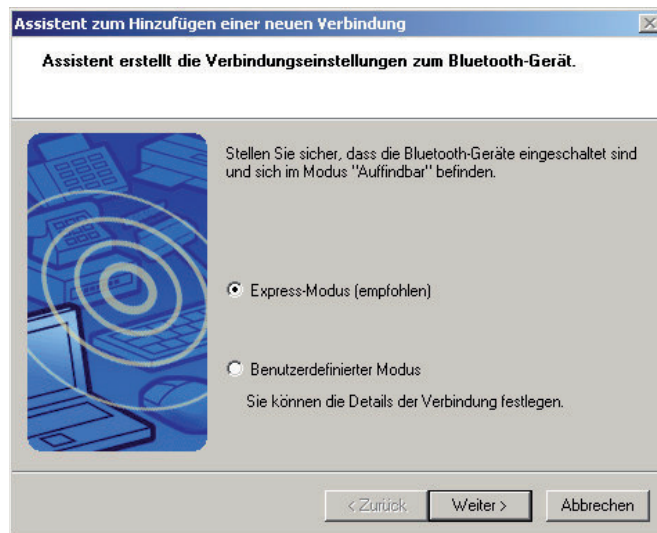 Assistent zum Hinzufügen einer neuen Verbindung
Assistent erstellt die Verbindungseinstellungen zum Bluetooth-Gerät.
Stellen Sie sicher, dass die Bluetooth-Geräte eingeschaltet sind
und sich im Modus "Auffindbar" befinden.
Express-Modus (empfohlen)
Benutzerdefinierter Modus
Sie können die Details der Verbindung festlegen.
< Zurück
Weiter >
Abbrechen